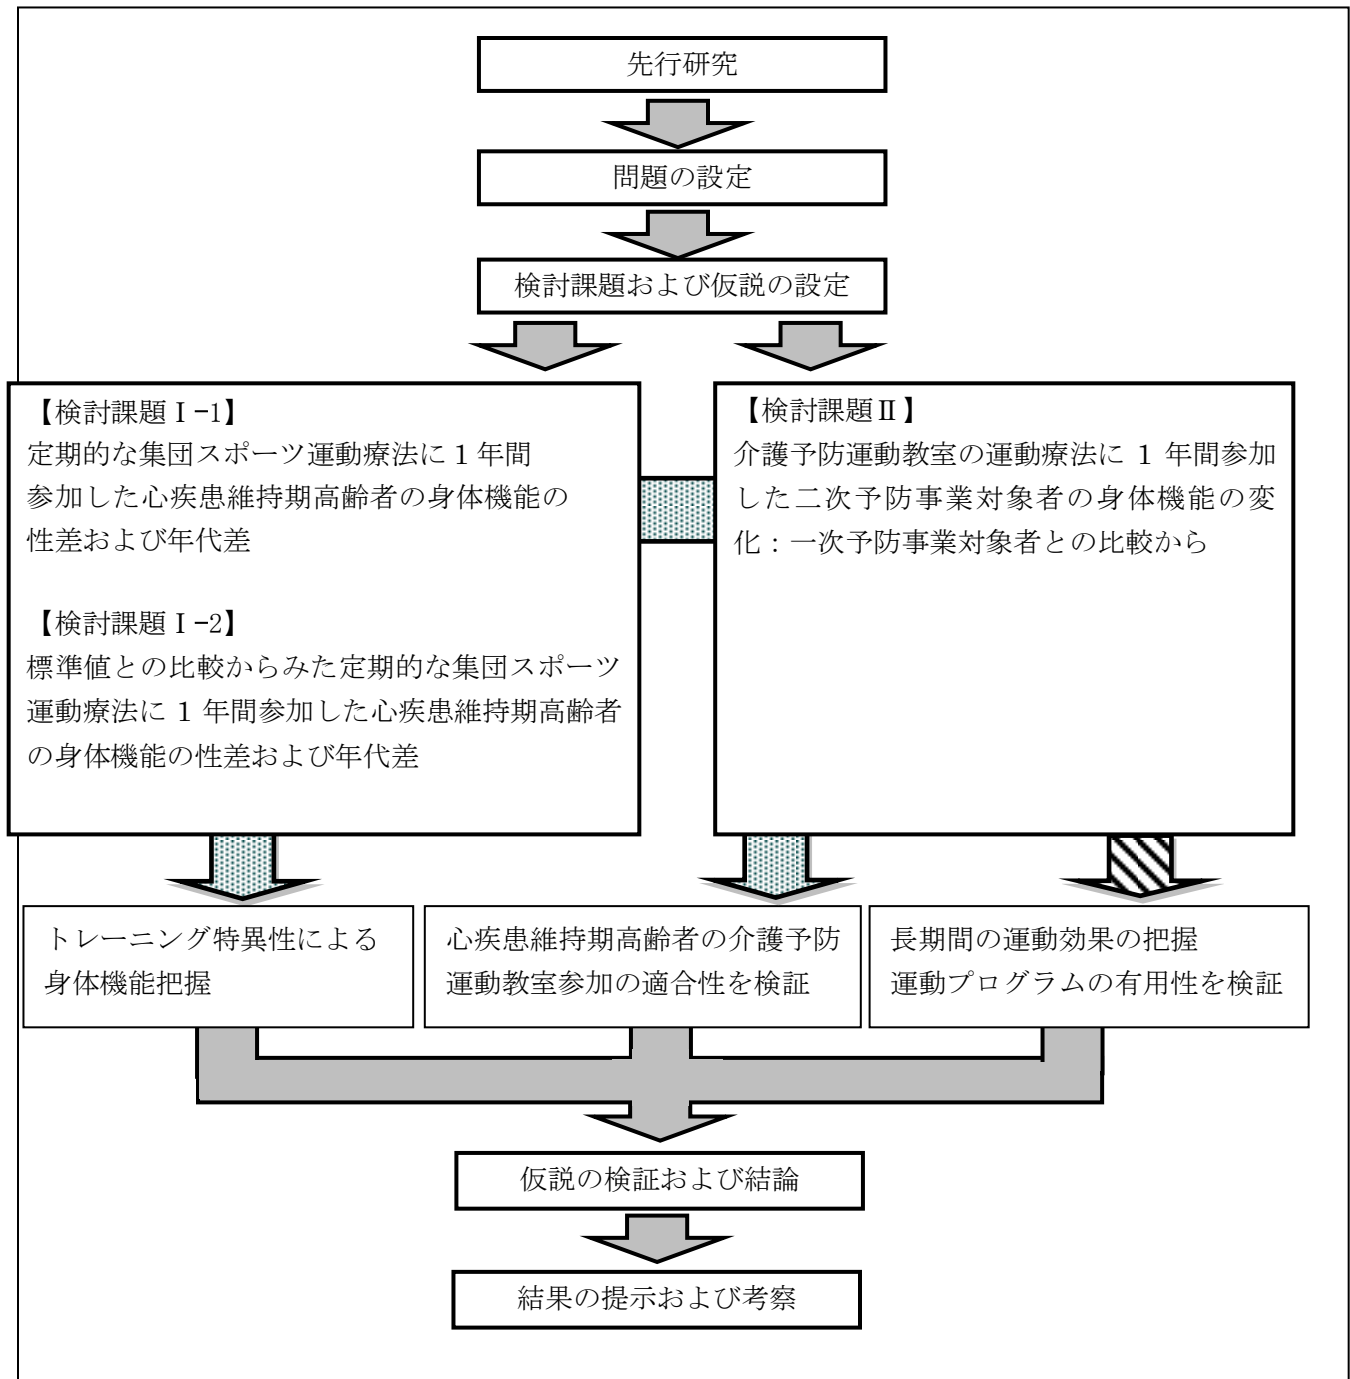 先行研究
問題の設定
検討課題および仮説の設定
【検討課題Ⅰ-1】
定期的な集団スポーツ運動療法に１年間
参加した心疾患維持期高齢者の身体機能の
性差および年代差
【検討課題Ⅰ-2】
標準値との比較からみた定期的な集団スポーツ
運動療法に 1 年間参加した心疾患維持期高齢者
の身体機能の性差および年代差
【検討課題Ⅱ】
介護予防運動教室の運動療法に 1 年間参加
した二次予防事業対象者の身体機能の変
化：一次予防事業対象者との比較から
トレーニング特異性による
身体機能把握
心疾患維持期高齢者の介護予防
運動教室参加の適合性を検証
長期間の運動効果の把握
運動プログラムの有用性を検証
仮説の検証および結論
結果の提示および考察